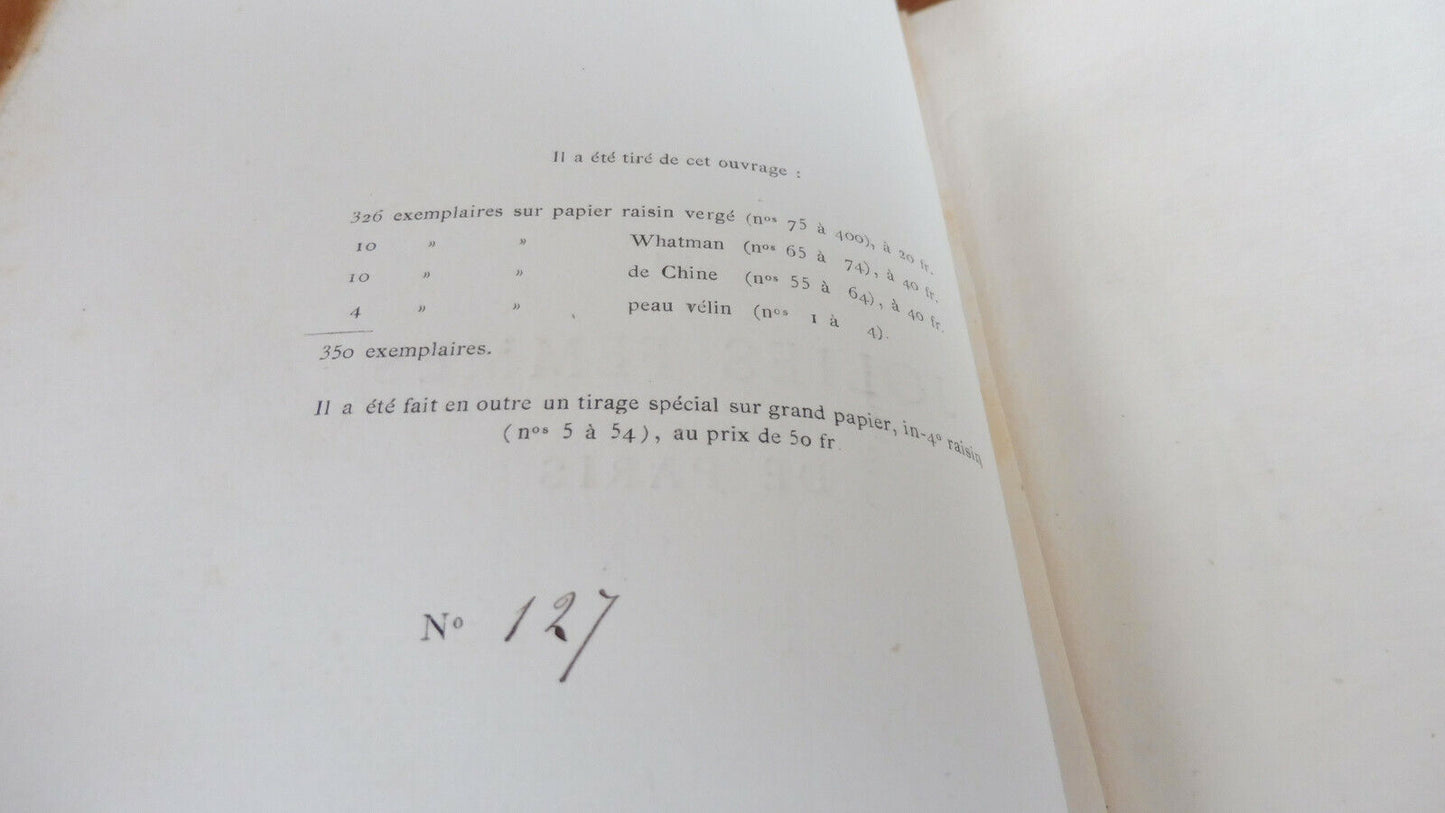 Il a été tiré de cet ouvrage :
326 exemplaires sur papier raisin vergé (nos 75 à 400), à 20 fr.
10 » » Whatman (nos 65 à 74), à 40 fr.
10 » » de Chine (nos 55 à 64), à 40 fr.
4 » » peau vélin (nos 1 à 4).
350 exemplaires.
Il a été fait en outre un tirage spécial sur grand papier, in-4º raisin
(nos 5 à 54), au prix de 50 fr.
Nº 127